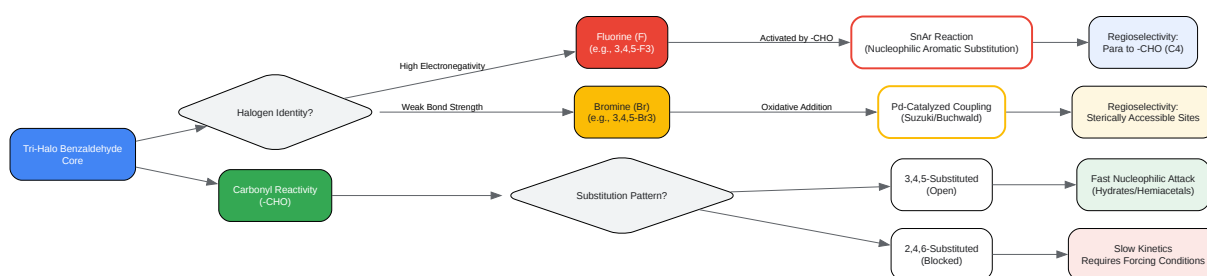 Tri-Halo Benzaldehyde
Core
Halogen Identity?
High Electronegativity
Fluorine (F)
(e.g., 3,4,5-F3)
Activated by -CHO
SnAr Reaction
(Nucleophilic Aromatic Substitution)
Regioselectivity:
Para to -CHO (C4)
Weak Bond Strength
Bromine (Br)
(e.g., 3,4,5-Br3)
Oxidative Addition
Pd-Catalyzed Coupling
(Suzuki/Buchwald)
Regioselectivity:
Sterically Accessible Sites
Carbonyl Reactivity
(-CHO)
Substitution Pattern?
3,4,5-Substituted
(Open)
Fast Nucleophilic Attack
(Hydrates/Hemiacetals)
2,4,6-Substituted
(Blocked)
Slow Kinetics
Requires Forcing Conditions